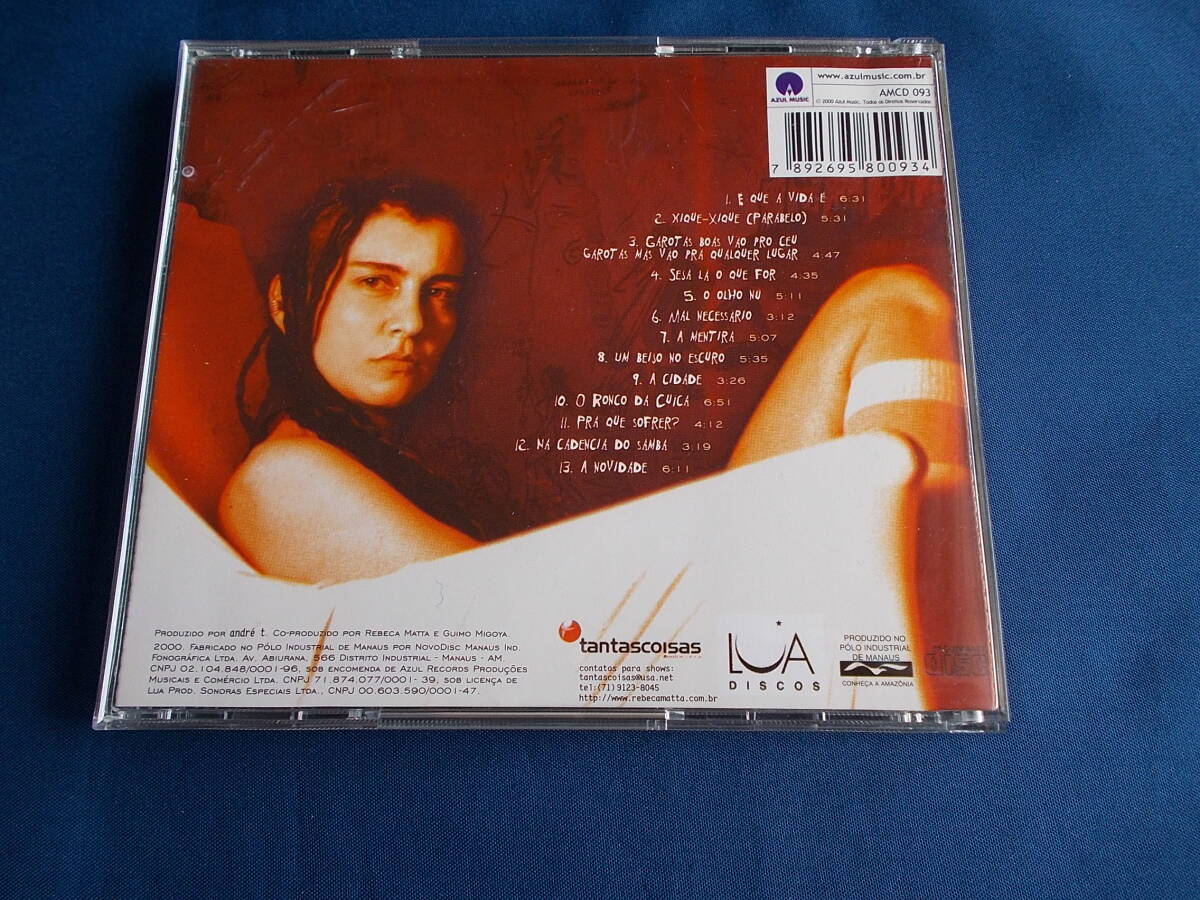 www.azulmusic.com.br
AZUL MUSIC
AMCD 093
© 2000 Azul Music. Todos os Direitos Reservados
7 892695 800934
1. E QUE A VIDA É 6:31
2. XIQUE-XIQUE (PARABELO) 5:31
3. GAROTAS BOAS VÃO PRO CEU
GAROTAS MÁS VÃO PRA QUALQUER LUGAR 4:47
4. SEJA LÁ O QUE FOR 4:35
5. O OLHO NU 5:11
6. MAL NECESSARIO 3:12
7. A MENTIRA 5:07
8. UM BEIJO NO ESCURO 5:35
9. A CIDADE 3:26
10. O RONCO DA CUICA 6:51
11. PRA QUE SOFRER? 4:12
12. NA CADENCIA DO SAMBA 3:19
13. A NOVIDADE 6:11
PRODUZIDO POR andré t. CO-PRODUZIDO POR REBECA MATTA E GUIMO MIGOYA.
2000. FABRICADO NO PÓLO INDUSTRIAL DE MANAUS POR NOVODISC MANAUS IND.
FONOGRÁFICA LTDA. AV. ABIURANA, 566 DISTRITO INDUSTRIAL - MANAUS - AM.
CNPJ 02.104.848/0001-96, SOB ENCOMENDA DE AZUL RECORDS PRODUÇÕES
MUSICAIS E COMÉRCIO LTDA. CNPJ 71.874.077/0001- 39, SOB LICENÇA DE
LUA PROD. SONORAS ESPECIAIS LTDA., CNPJ 00.603.590/0001-47.
tantascoisas
contatos para shows:
tantascoisas@usa.net
tel:(71) 9123-8045
http://www.rebecamatta.com.br
LUA
DISCOS
PRODUZIDO NO
PÓLO INDUSTRIAL
DE MANAUS
CONHEÇA A AMAZÔNIA